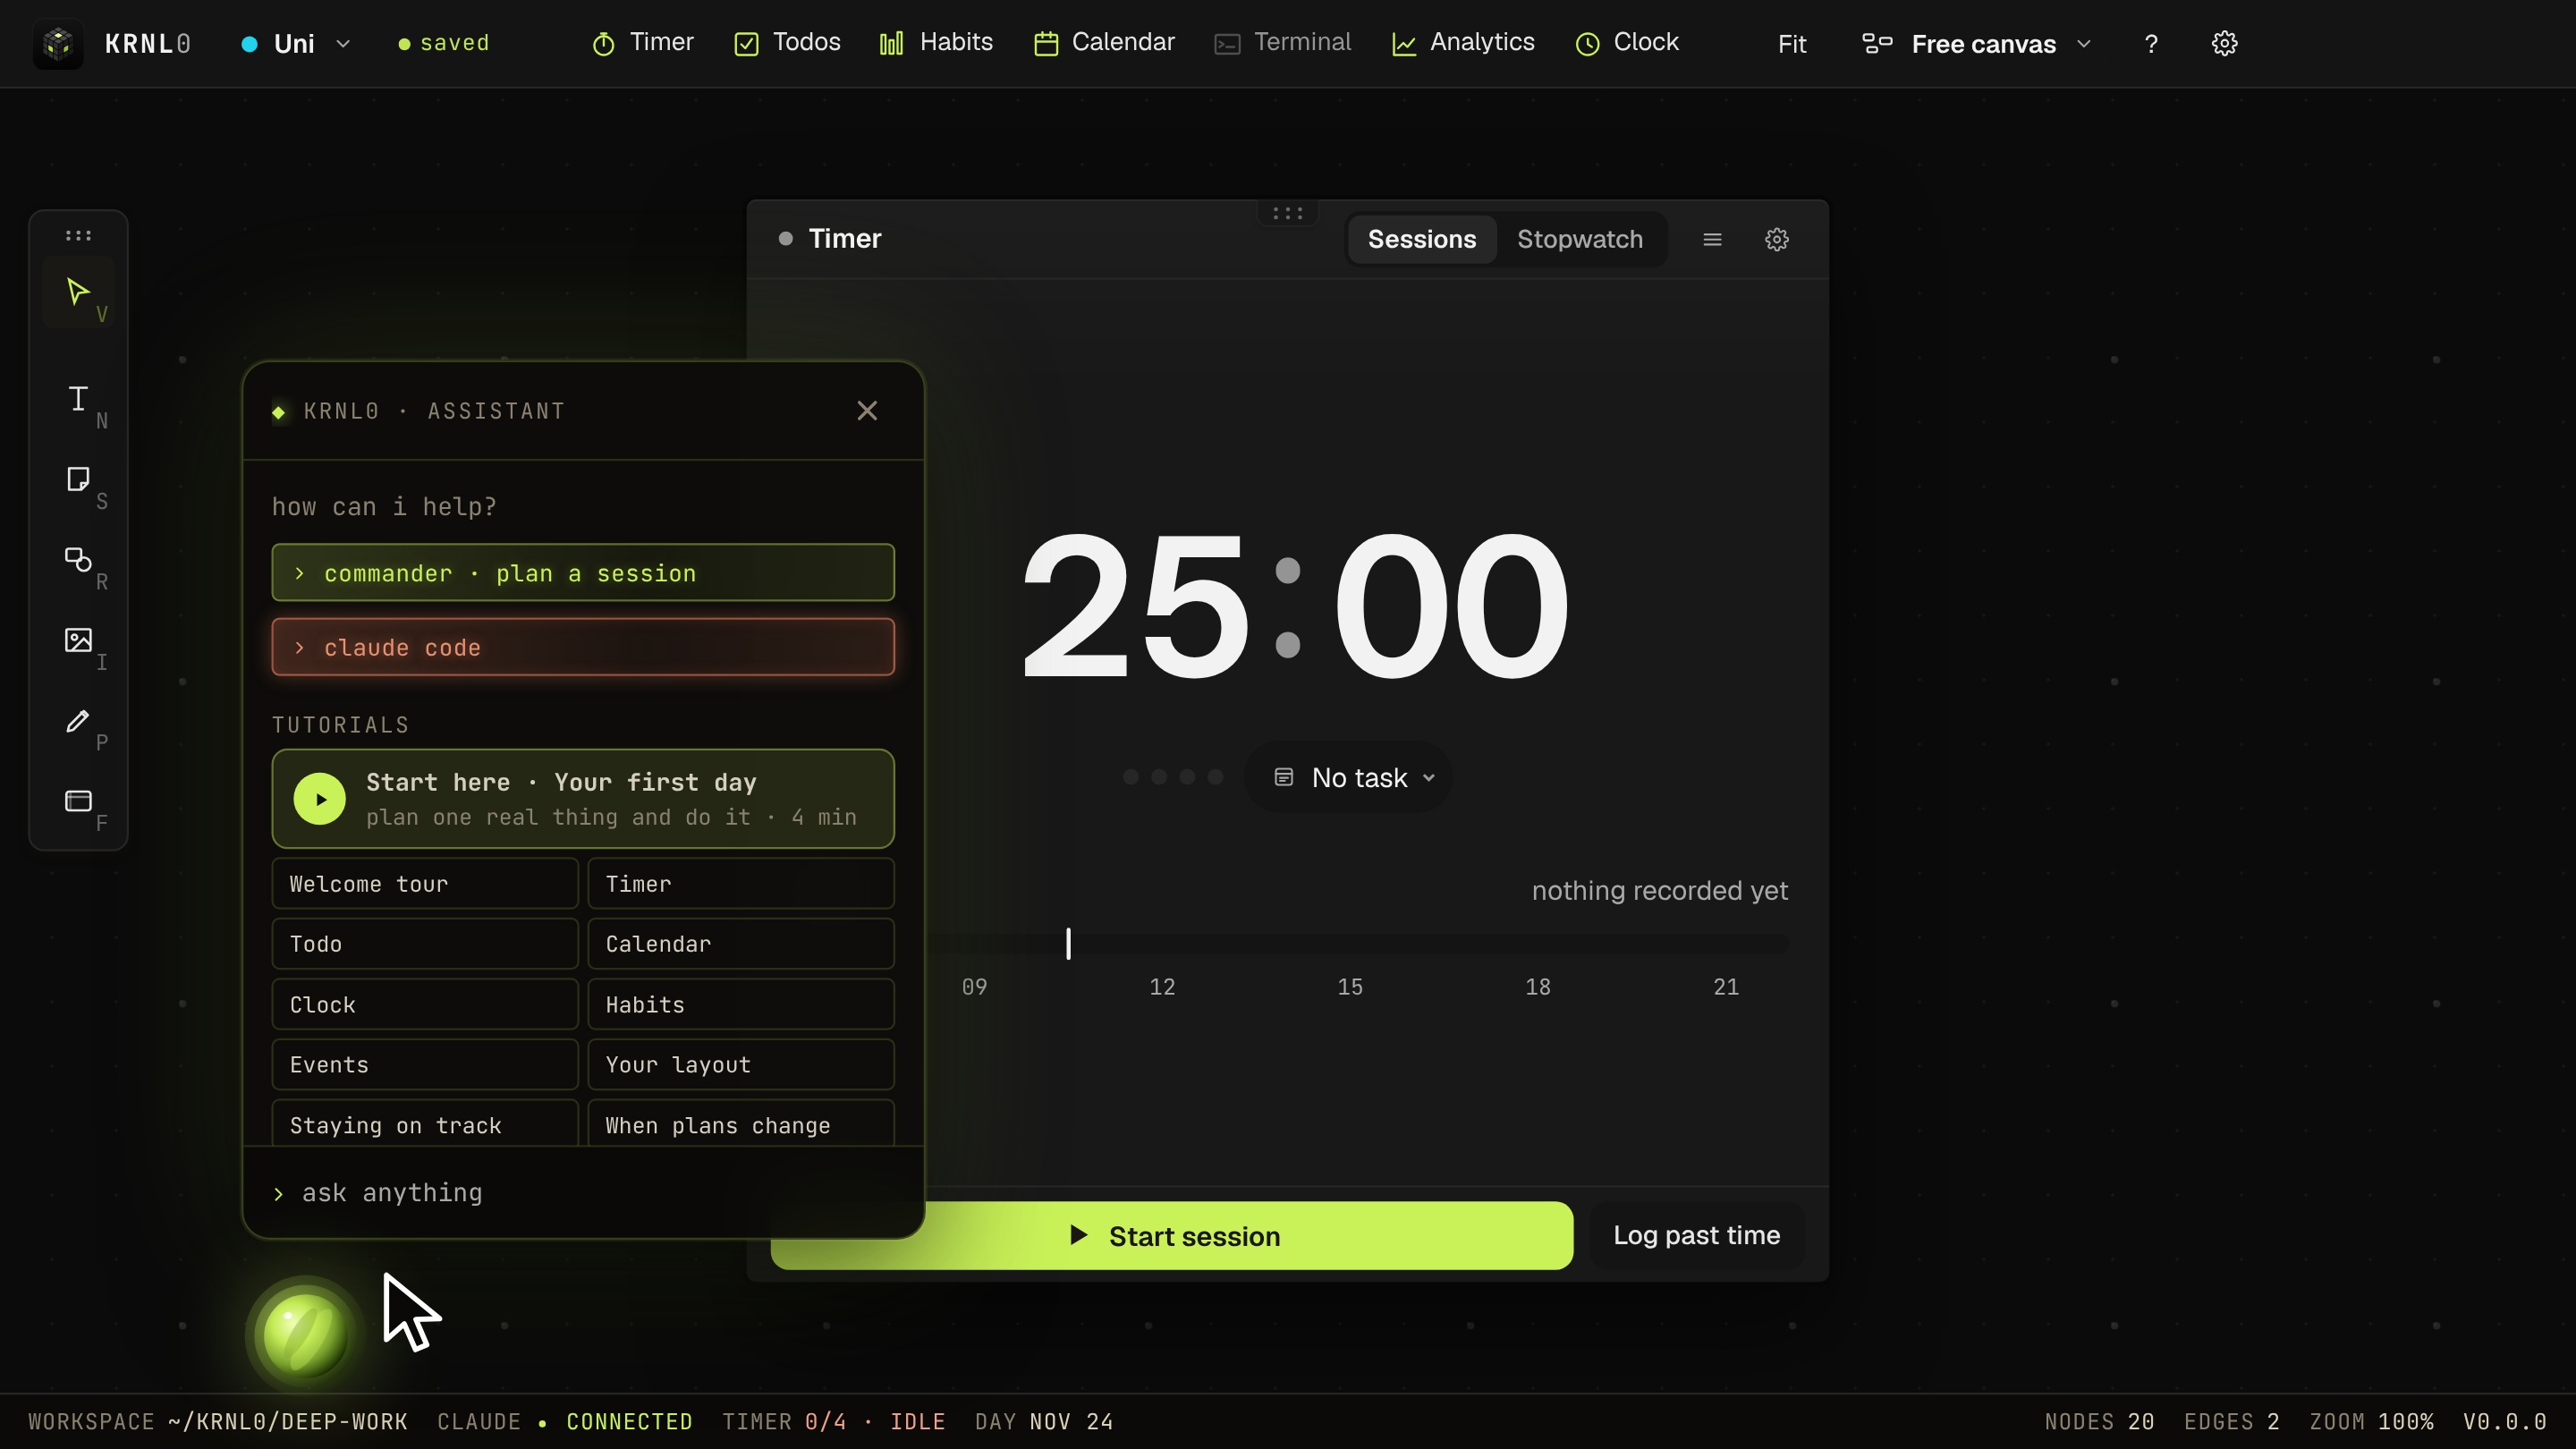 KRNL0 Uni saved Timer Todos Habits Calendar Terminal Analytics Clock Fit Free canvas ?
V
N
S
R
I
P
F
Timer Sessions Stopwatch
25:00
No task
nothing recorded yet
09 12 15 18 21
Start session Log past time
KRNL0 · ASSISTANT
how can i help?
› commander · plan a session
› claude code
TUTORIALS
Start here · Your first day
plan one real thing and do it · 4 min
Welcome tour Timer
Todo Calendar
Clock Habits
Events Your layout
Staying on track When plans change
› ask anything
WORKSPACE ~/KRNL0/DEEP-WORK CLAUDE • CONNECTED TIMER 0/4 · IDLE DAY NOV 24 NODES 20 EDGES 2 ZOOM 100% V0.0.0